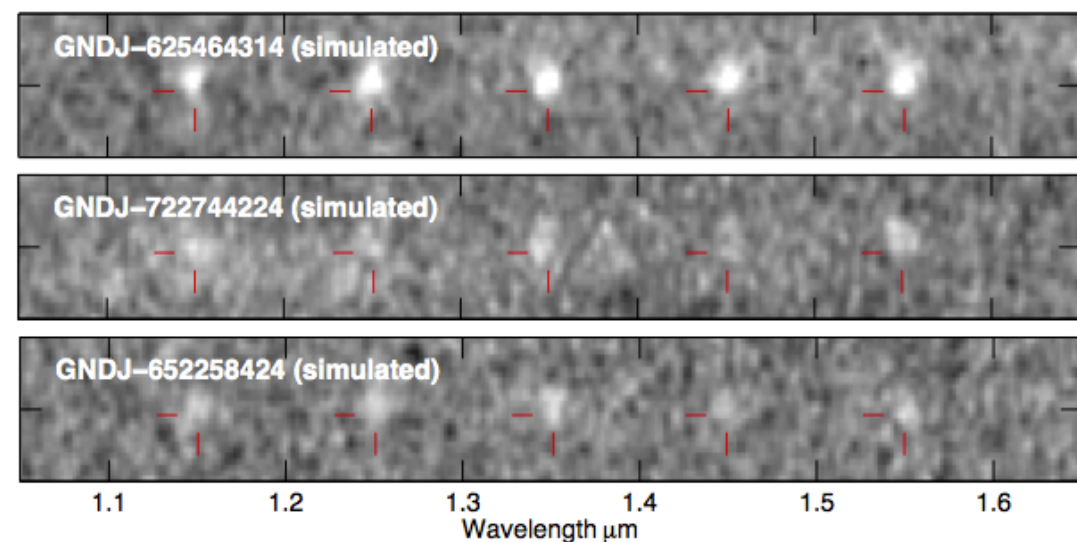 GNDJ−625464314 (simulated)
GNDJ−722744224 (simulated)
GNDJ−652258424 (simulated)
1.1 1.2 1.3 1.4 1.5 1.6
Wavelength μm